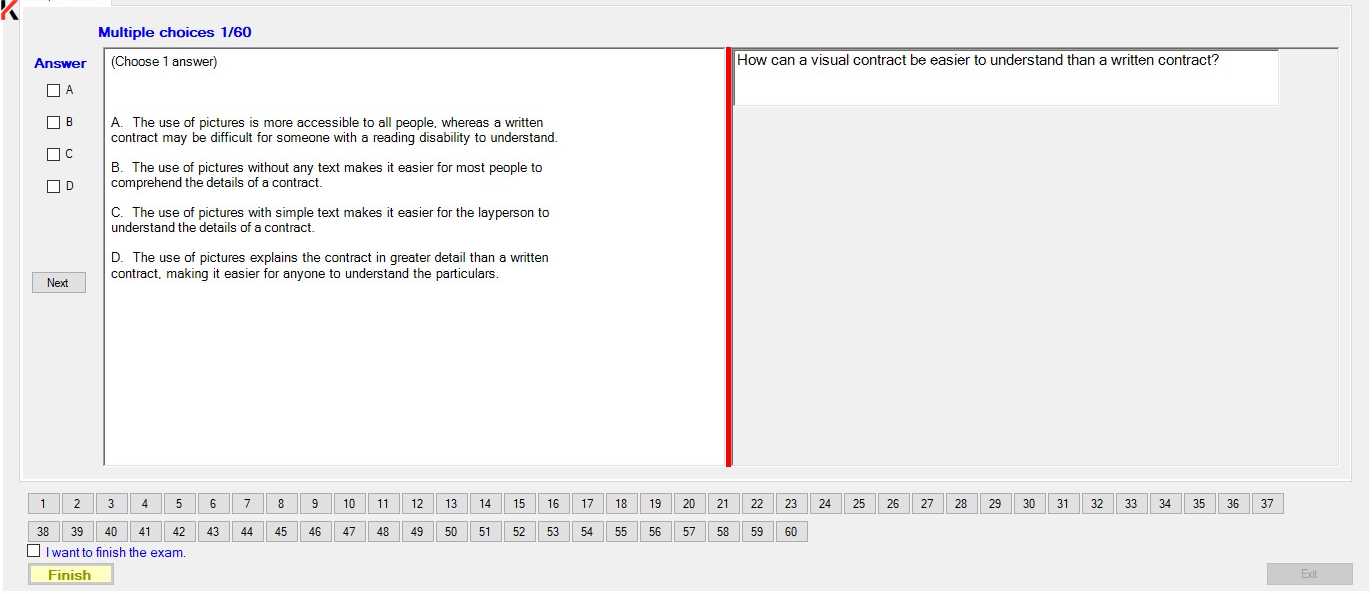 Multiple choices 1/60
Answer
(Choose 1 answer)
How can a visual contract be easier to understand than a written contract?
A
B
C
D
A. The use of pictures is more accessible to all people, whereas a written
contract may be difficult for someone with a reading disability to understand.
B. The use of pictures without any text makes it easier for most people to
comprehend the details of a contract.
C. The use of pictures with simple text makes it easier for the layperson to
understand the details of a contract.
D. The use of pictures explains the contract in greater detail than a written
contract, making it easier for anyone to understand the particulars.
Next
1 2 3 4 5 6 7 8 9 10 11 12 13 14 15 16 17 18 19 20 21 22 23 24 25 26 27 28 29 30 31 32 33 34 35 36 37
38 39 40 41 42 43 44 45 46 47 48 49 50 51 52 53 54 55 56 57 58 59 60
I want to finish the exam.
Finish
Exit